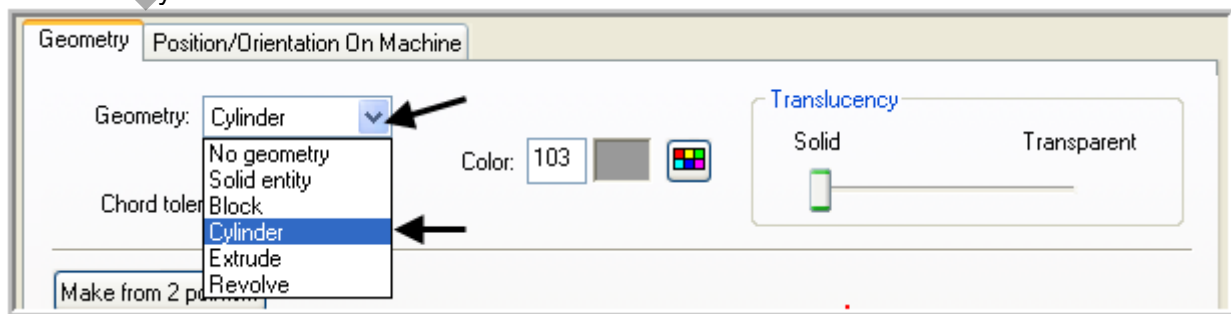 Geometry Position/Orientation On Machine
Geometry: Cylinder
Translucency
Solid Transparent
No geometry
Color: 103
Solid entity
Chord toler
Block
Cylinder
Extrude
Revolve
Make from 2